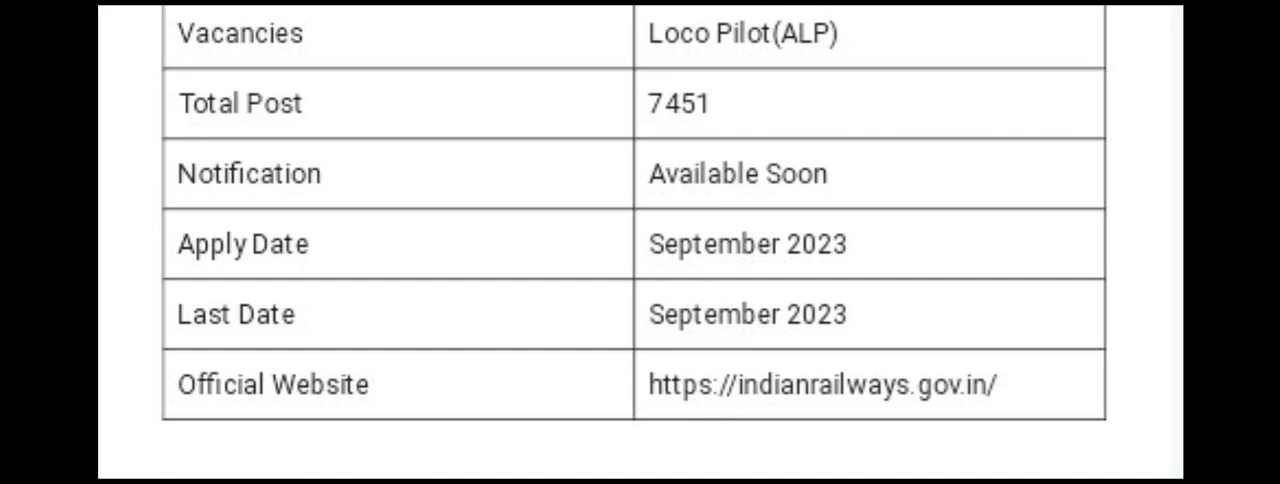 Vacancies Loco Pilot(ALP)
Total Post 7451
Notification Available Soon
Apply Date September 2023
Last Date September 2023
Official Website https://indianrailways.gov.in/